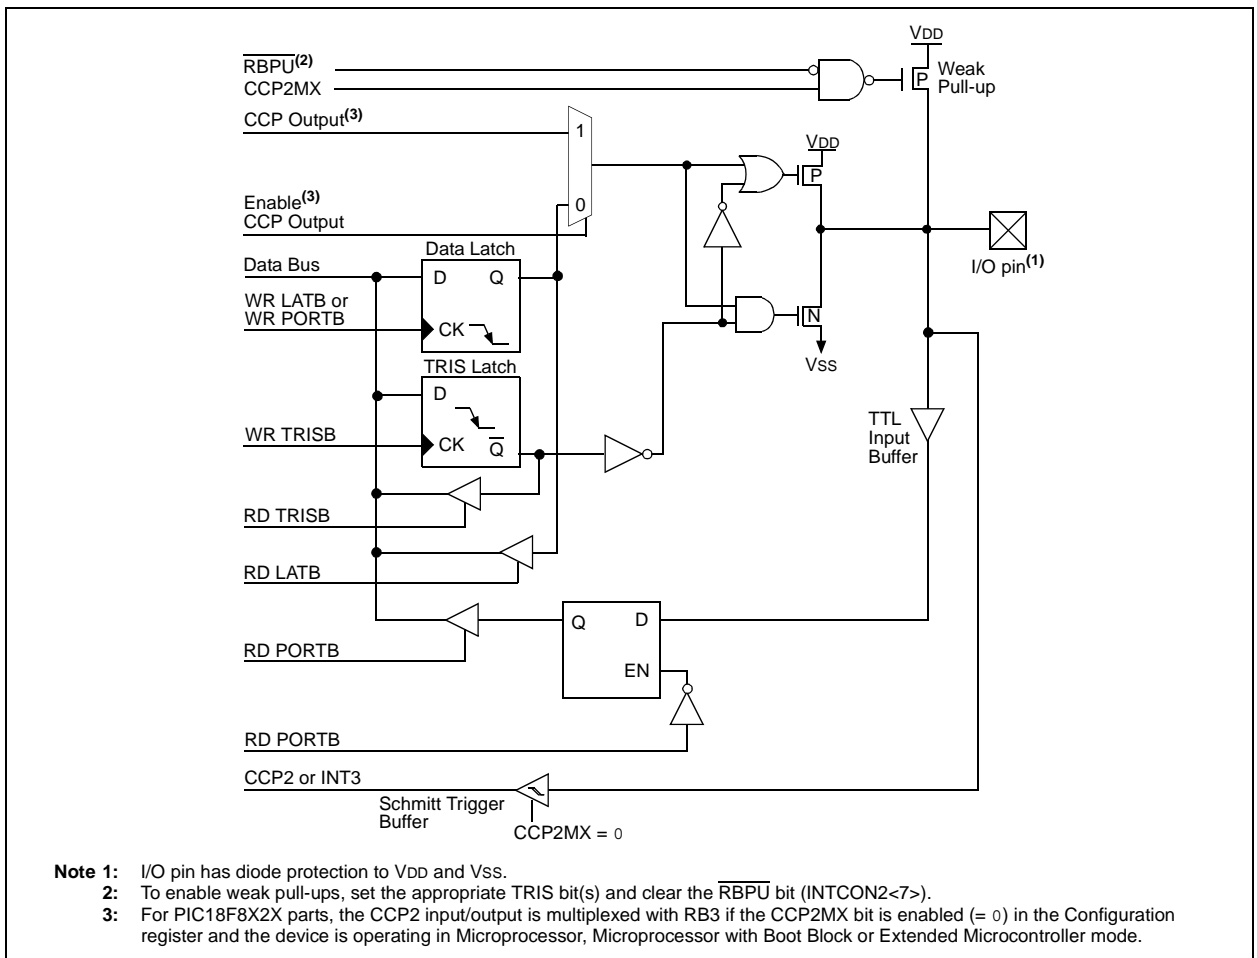 VDD
RBPU(2)
Weak
P
Pull-up
CCP2MX
CCP Output(3)
1
VDD
P
Enable(3)
0
CCP Output
I/O pin(1)
Data Latch
Data Bus
D Q
WR LATB or
WR PORTB
CK
N
VSS
TRIS Latch
D
TTL
Input
Buffer
WR TRISB
CK Q
RD TRISB
RD LATB
Q D
RD PORTB
EN
RD PORTB
CCP2 or INT3
Schmitt Trigger
Buffer
CCP2MX = 0
Note 1: I/O pin has diode protection to VDD and VSS.
2: To enable weak pull-ups, set the appropriate TRIS bit(s) and clear the RBPU bit (INTCON2<7>).
3: For PIC18F8X2X parts, the CCP2 input/output is multiplexed with RB3 if the CCP2MX bit is enabled (= 0) in the Configuration
register and the device is operating in Microprocessor, Microprocessor with Boot Block or Extended Microcontroller mode.